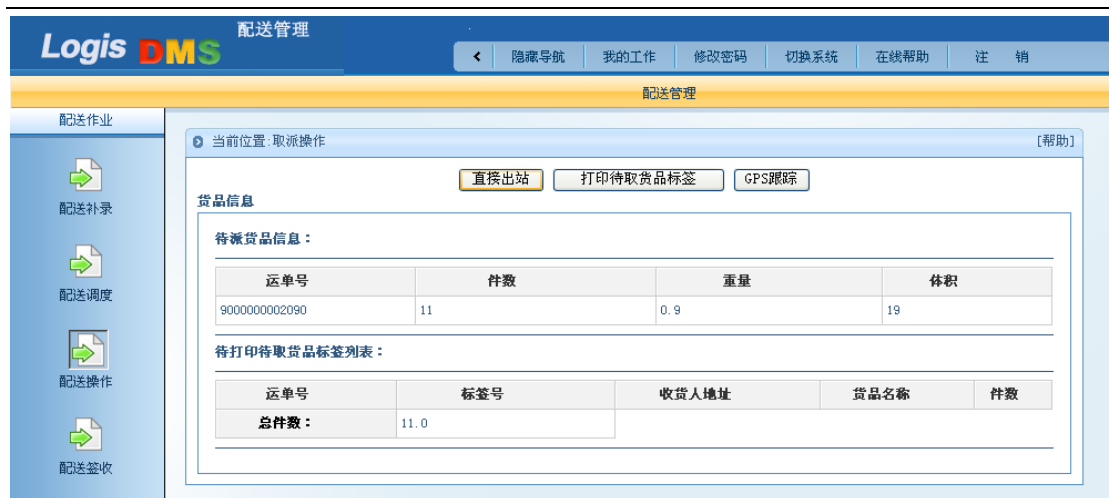 Logis DMS 配送管理
隐藏导航 我的工作 修改密码 切换系统 在线帮助 注 销
配送管理
配送作业
配送补录
配送调度
配送操作
配送签收
当前位置:取派操作 [帮助]
直接出站 打印待取货品标签 GPS跟踪
货品信息
待派货品信息：
运单号 件数 重量 体积
9000000002090 11 0.9 19
待打印待取货品标签列表：
运单号 标签号 收货人地址 货品名称 件数
总件数： 11.0